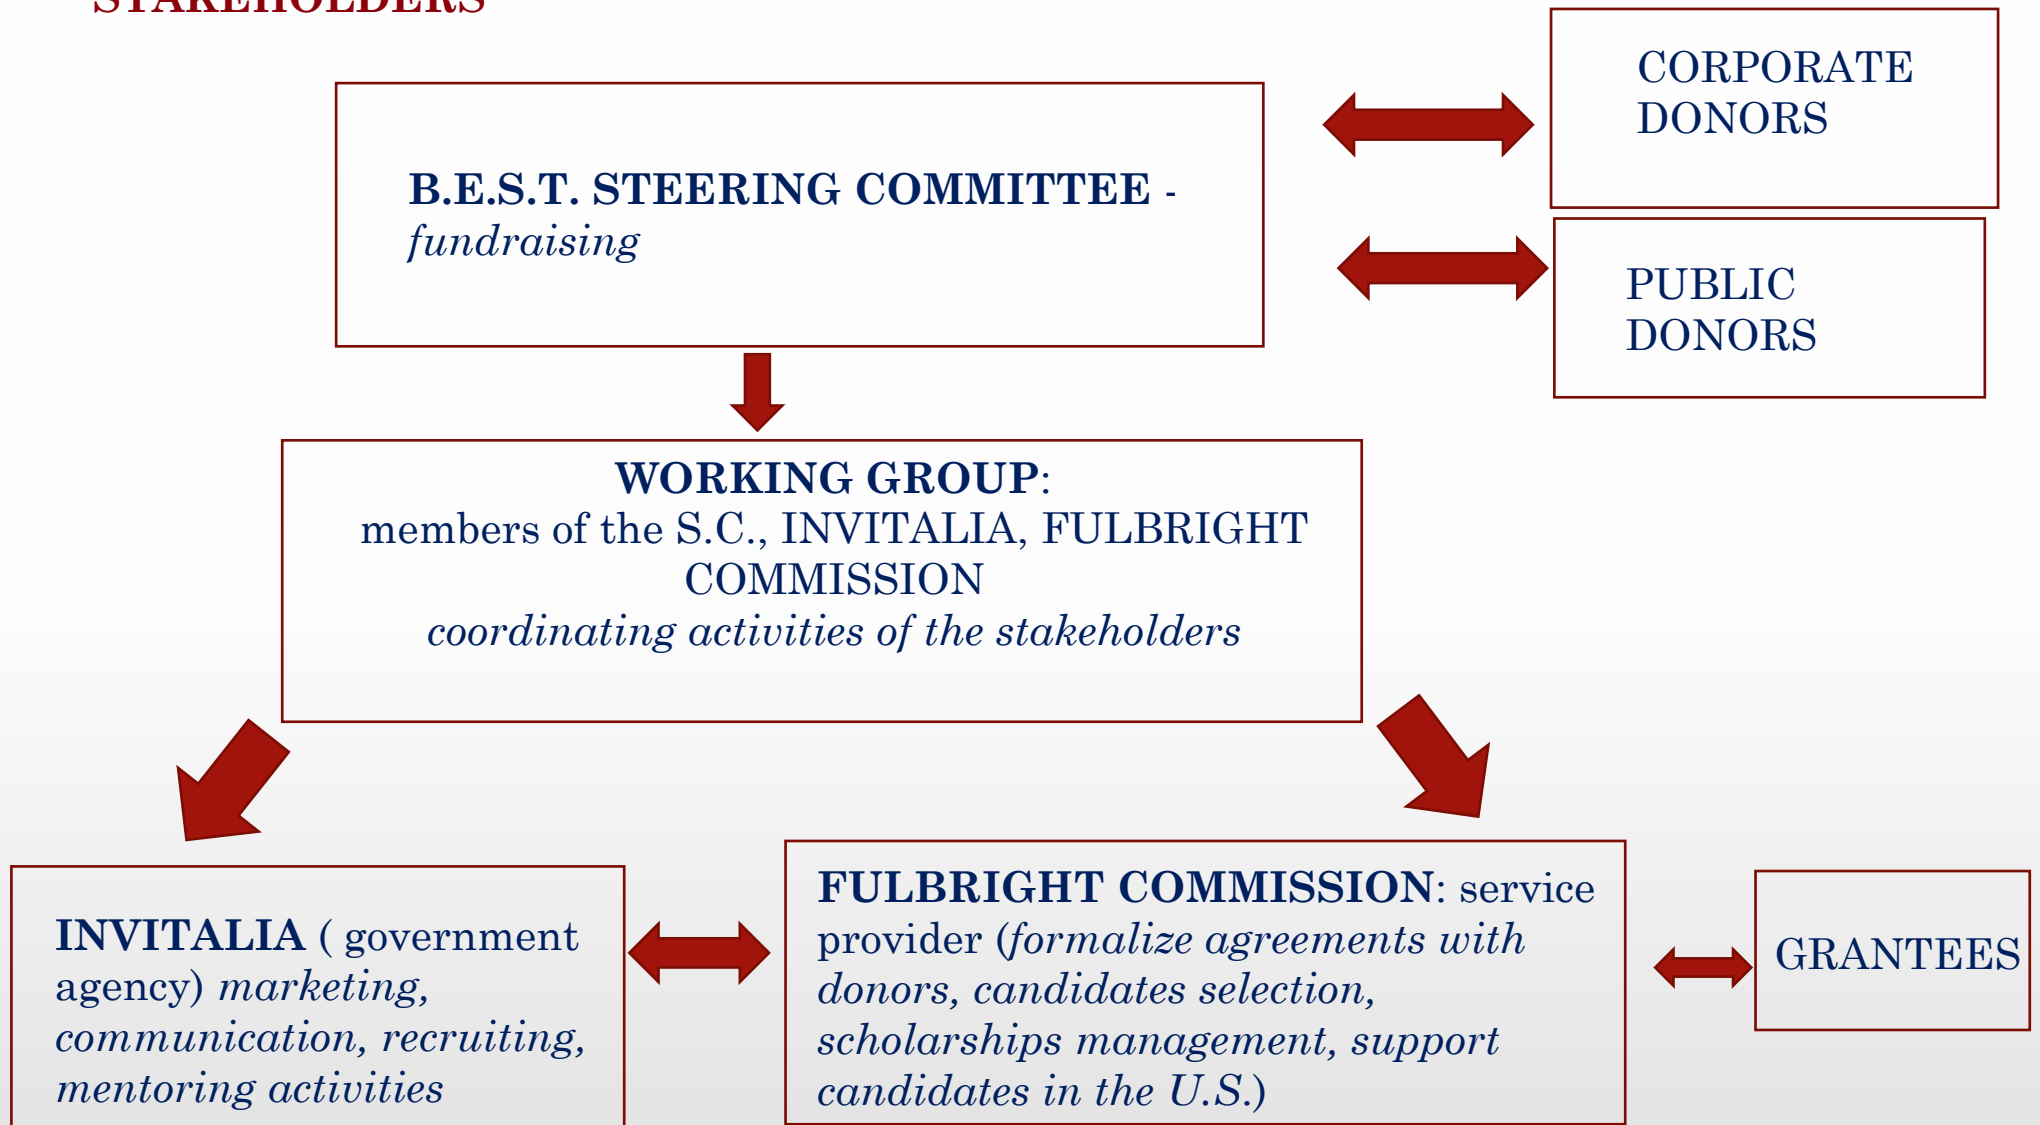 STAKEHOLDERS
CORPORATE
DONORS
B.E.S.T. STEERING COMMITTEE -
fundraising
PUBLIC
DONORS
WORKING GROUP:
members of the S.C., INVITALIA, FULBRIGHT
COMMISSION
coordinating activities of the stakeholders
INVITALIA ( government
agency) marketing,
communication, recruiting,
mentoring activities
FULBRIGHT COMMISSION: service
provider (formalize agreements with
donors, candidates selection,
scholarships management, support
candidates in the U.S.)
GRANTEES